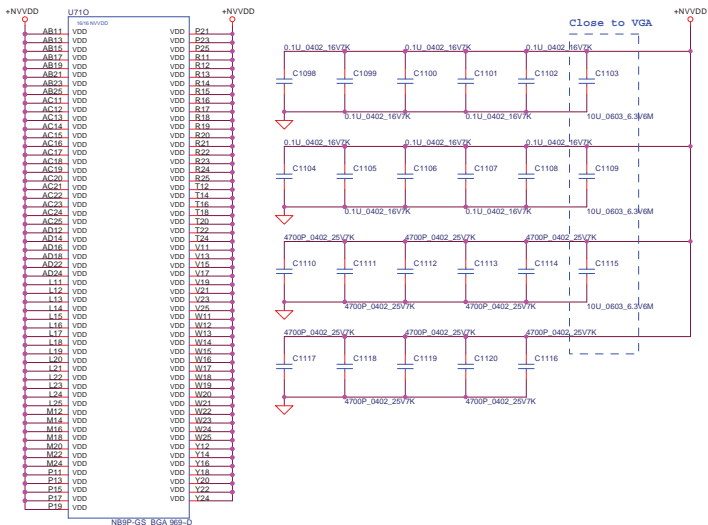 +NVVDD
U71O
+NVVDD
16/16 NVVDD
AB11 VDD VDD P21
AB13 VDD VDD P23
AB15 VDD VDD P25
AB17 VDD VDD R11
AB19 VDD VDD R12
AB21 VDD VDD R13
AB23 VDD VDD R14
AB25 VDD VDD R15
AC11 VDD VDD R16
AC12 VDD VDD R17
AC13 VDD VDD R18
AC14 VDD VDD R19
AC15 VDD VDD R20
AC16 VDD VDD R21
AC17 VDD VDD R22
AC18 VDD VDD R23
AC19 VDD VDD R24
AC20 VDD VDD R25
AC21 VDD VDD T12
AC22 VDD VDD T14
AC23 VDD VDD T16
AC24 VDD VDD T18
AC25 VDD VDD T20
AD12 VDD VDD T22
AD14 VDD VDD T24
AD16 VDD VDD V11
AD18 VDD VDD V13
AD22 VDD VDD V15
AD24 VDD VDD V17
L11 VDD VDD V19
L12 VDD VDD V21
L13 VDD VDD V23
L14 VDD VDD V25
L15 VDD VDD W11
L16 VDD VDD W12
L17 VDD VDD W13
L18 VDD VDD W14
L19 VDD VDD W15
L20 VDD VDD W16
L21 VDD VDD W17
L22 VDD VDD W18
L23 VDD VDD W19
L24 VDD VDD W20
L25 VDD VDD W21
M12 VDD VDD W22
M14 VDD VDD W23
M16 VDD VDD W24
M18 VDD VDD W25
M20 VDD VDD Y12
M22 VDD VDD Y14
M24 VDD VDD Y16
P11 VDD VDD Y18
P13 VDD VDD Y20
P15 VDD VDD Y22
P17 VDD VDD Y24
P19 VDD
NB9P-GS_BGA 969~D
+NVVDD
Close to VGA
0.1U_0402_16V7K 0.1U_0402_16V7K 0.1U_0402_16V7K
C1098 C1099 C1100 C1101 C1102 C1103
0.1U_0402_16V7K 0.1U_0402_16V7K 10U_0603_6.3V6M
0.1U_0402_16V7K 0.1U_0402_16V7K 0.1U_0402_16V7K
C1104 C1105 C1106 C1107 C1108 C1109
0.1U_0402_16V7K 0.1U_0402_16V7K 10U_0603_6.3V6M
4700P_0402_25V7K 4700P_0402_25V7K 4700P_0402_25V7K
C1110 C1111 C1112 C1113 C1114 C1115
4700P_0402_25V7K 4700P_0402_25V7K 10U_0603_6.3V6M
4700P_0402_25V7K 4700P_0402_25V7K 4700P_0402_25V7K
C1117 C1118 C1119 C1120 C1116
4700P_0402_25V7K 4700P_0402_25V7K